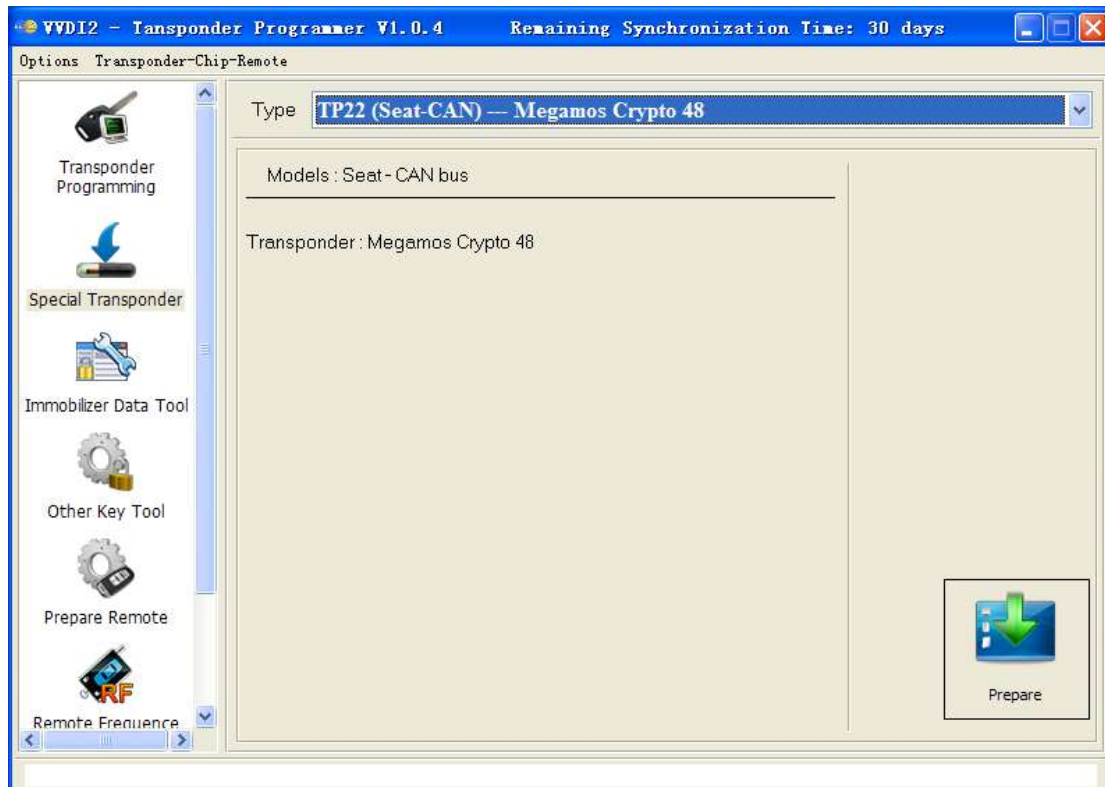 VVDI2 - Tansponder Programmer V1.0.4 Remaining Synchronization Time: 30 days
Options Transponder-Chip-Remote
Type TP22 (Seat-CAN) --- Megamos Crypto 48
Transponder
Programming
Models : Seat - CAN bus
Transponder : Megamos Crypto 48
Special Transponder
Immobilizer Data Tool
Other Key Tool
Prepare Remote
RF
Remote Frequence
Prepare